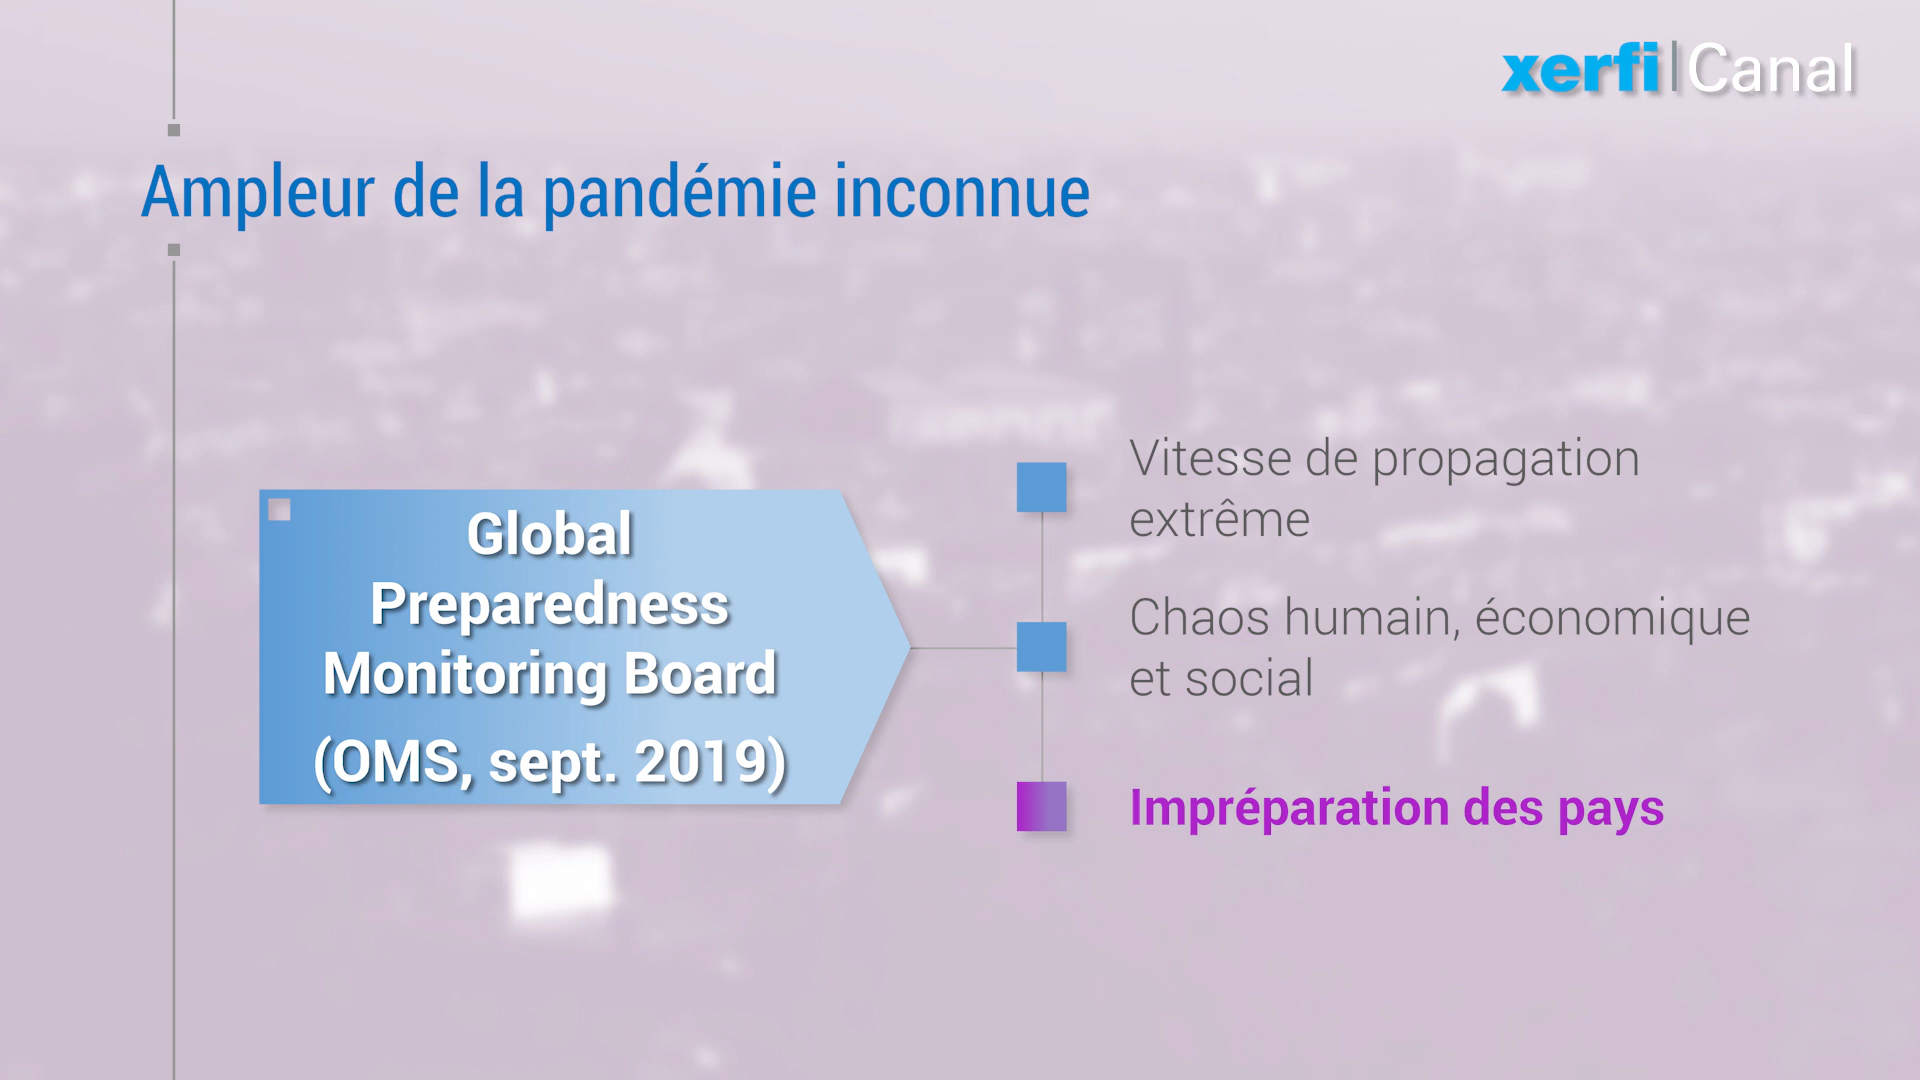 xerfi Canal
Ampleur de la pandémie inconnue
Global
Preparedness
Monitoring Board
(OMS, sept. 2019)
Vitesse de propagation
extrême
Chaos humain, économique
et social
Impréparation des pays